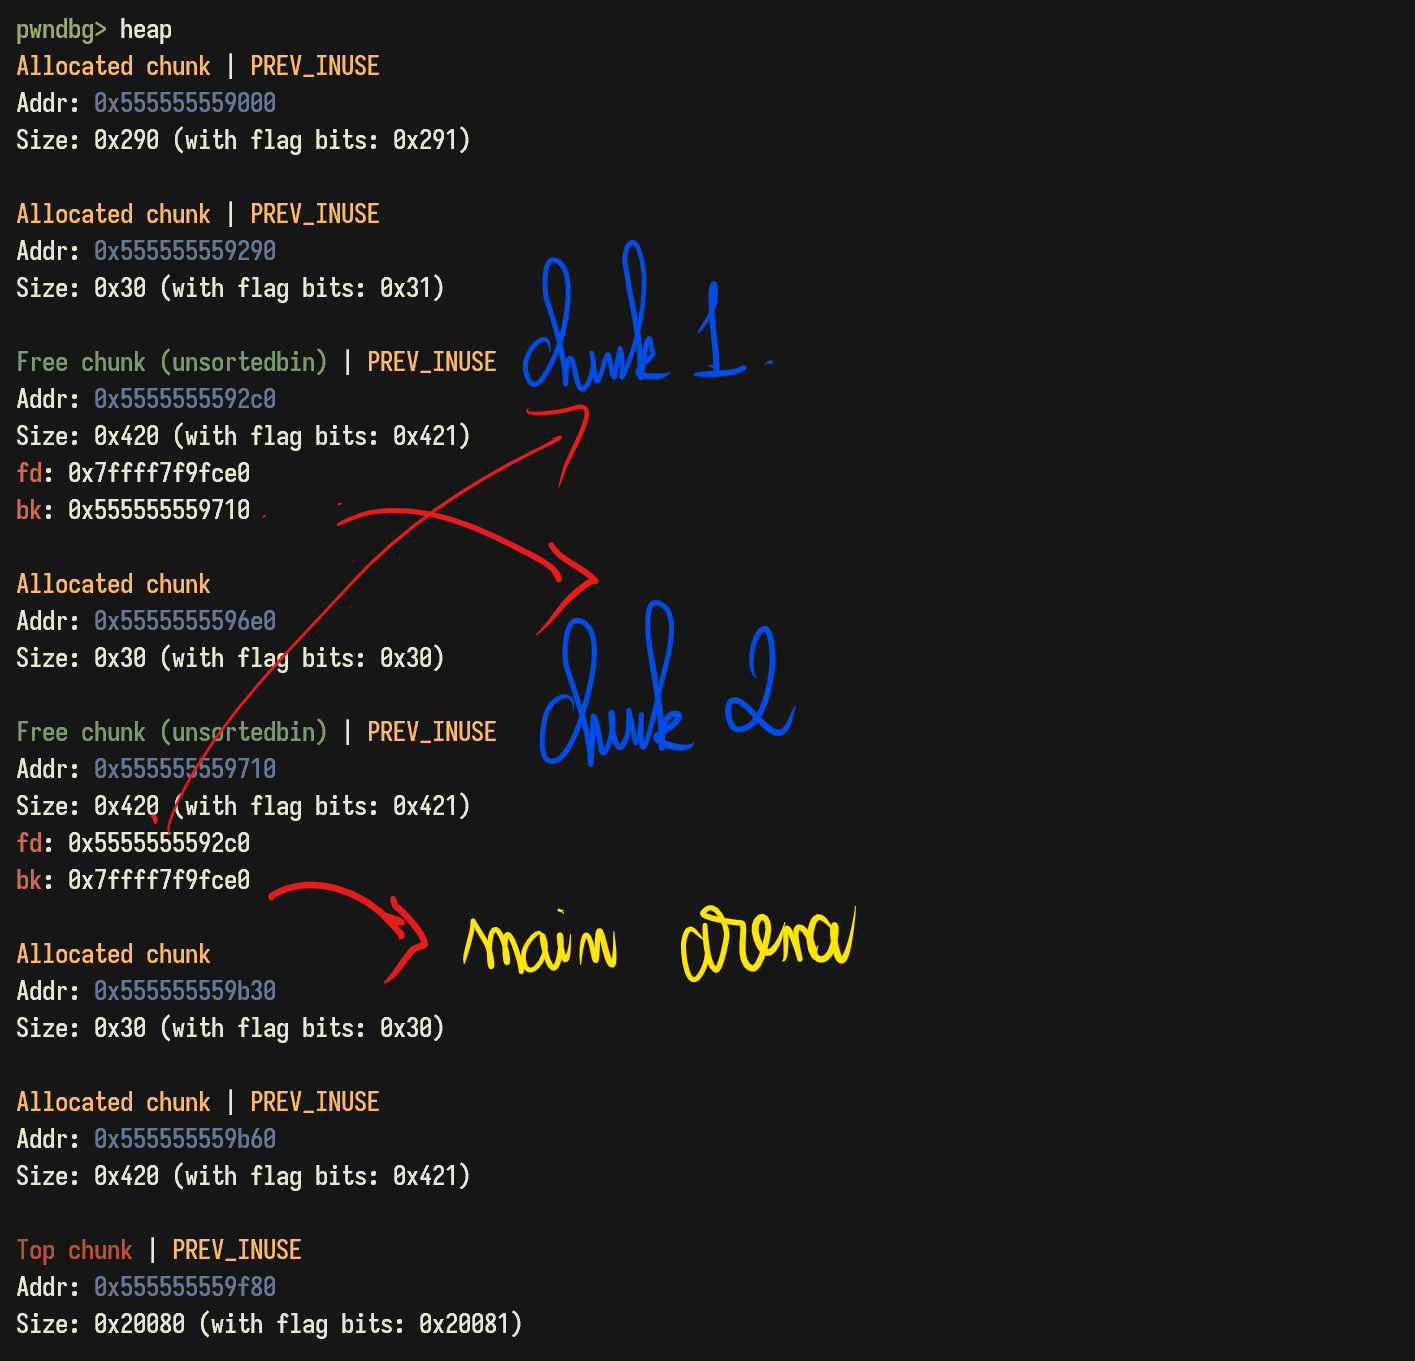 pwndbg> heap
Allocated chunk | PREV_INUSE
Addr: 0x555555559000
Size: 0x290 (with flag bits: 0x291)
Allocated chunk | PREV_INUSE
Addr: 0x555555559290
Size: 0x30 (with flag bits: 0x31)
Free chunk (unsortedbin) | PREV_INUSE chunk 1
Addr: 0x5555555592c0
Size: 0x420 (with flag bits: 0x421)
fd: 0x7ffff7f9fce0
bk: 0x555555559710
Allocated chunk
Addr: 0x5555555596e0
Size: 0x30 (with flag bits: 0x30)
Free chunk (unsortedbin) | PREV_INUSE chunk 2
Addr: 0x555555559710
Size: 0x420 (with flag bits: 0x421)
fd: 0x5555555592c0
bk: 0x7ffff7f9fce0
main arena
Allocated chunk
Addr: 0x555555559b30
Size: 0x30 (with flag bits: 0x30)
Allocated chunk | PREV_INUSE
Addr: 0x555555559b60
Size: 0x420 (with flag bits: 0x421)
Top chunk | PREV_INUSE
Addr: 0x555555559f80
Size: 0x20080 (with flag bits: 0x20081)